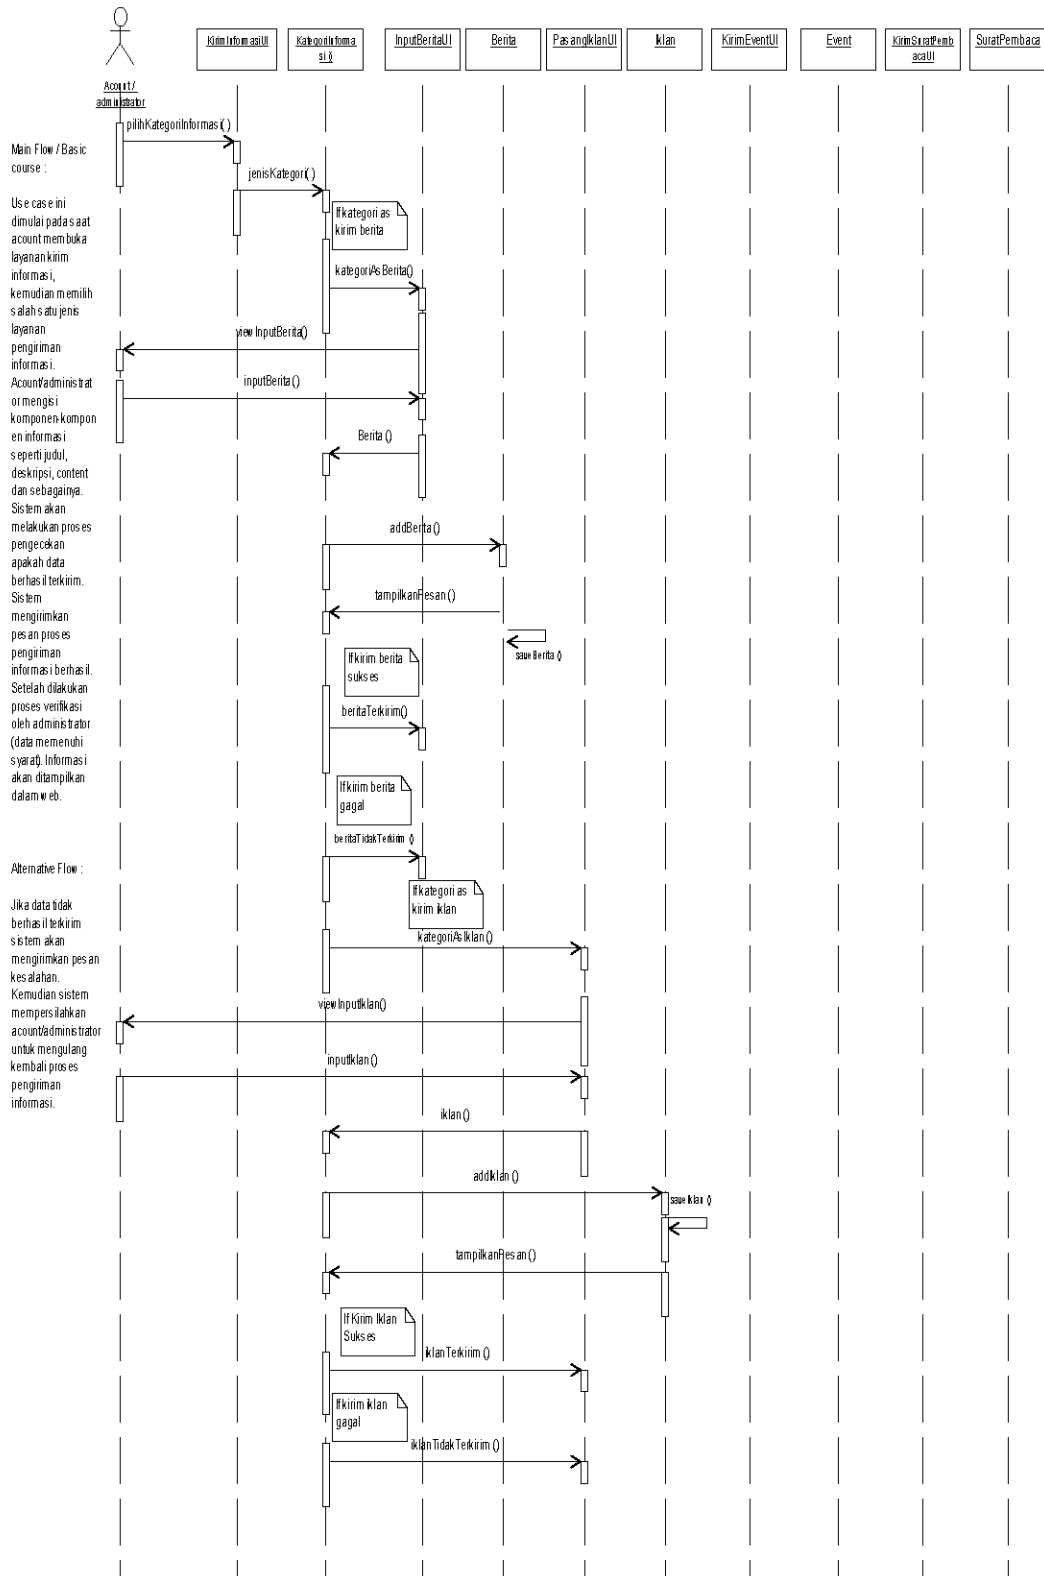 KirimInformasiUI
KategoriInforma
si ()
InputBeritaUI
Berita
PasangIklanUI
Iklan
KirimEventUI
Event
KirimSuratPemb
acaUI
SuratPembaca
Acount /
administrator
pilihKategoriInformasi( )
jenisKategori( )
If kategori as
kirim berita
kategoriAsBerita()
view InputBerita()
inputBerita ()
Berita ()
addBerita ()
tampilkanPesan ()
saveBerita ()
If kirim berita
sukses
beritaTerkirim()
If kirim berita
gagal
beritaTidakTerkirim ()
If kategori as
kirim iklan
kategoriAsIklan ()
view InputIklan()
inputIklan ()
iklan ()
addIklan ()
saveIklan ()
tampilkanPesan ()
If Kirim Iklan
Sukses
iklanTerkirim ()
If kirim iklan
gagal
iklanTidakTerkirim ()
Main Flow / Basic
course :
Use case ini
dimulai pada saat
acount membuka
layanan kirim
informasi,
kemudian memilih
salah satu jenis
layanan
pengiriman
informasi.
Acount/administrat
or mengisi
komponen-kompon
en informasi
seperti judul,
deskripsi, content
dan sebagainya.
Sistem akan
melakukan proses
pengecekan
apakah data
berhasil terkirim.
Sistem
mengirimkan
pesan proses
pengiriman
informasi berhasil.
Setelah dilakukan
proses verifikasi
oleh administrator
(data memenuhi
syarat). Informasi
akan ditampilkan
dalam web.
Alternative Flow :
Jika data tidak
berhasil terkirim
sistem akan
mengirimkan pesan
kesalahan.
Kemudian sistem
mempersilahkan
acount/administrator
untuk mengulang
kembali proses
pengiriman
informasi.